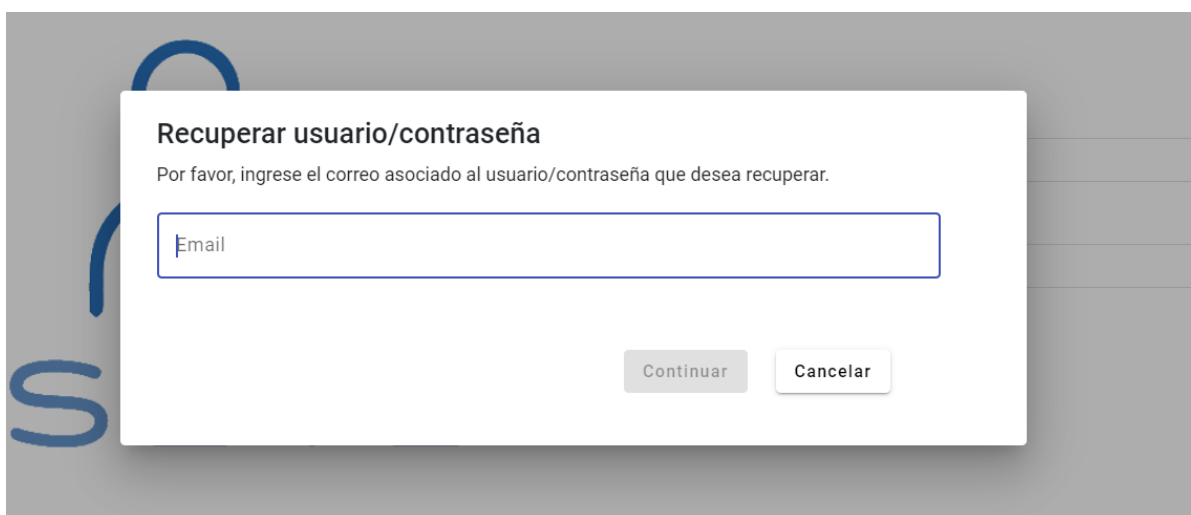 Recuperar usuario/contraseña
Por favor, ingrese el correo asociado al usuario/contraseña que desea recuperar.
Email
Continuar
Cancelar